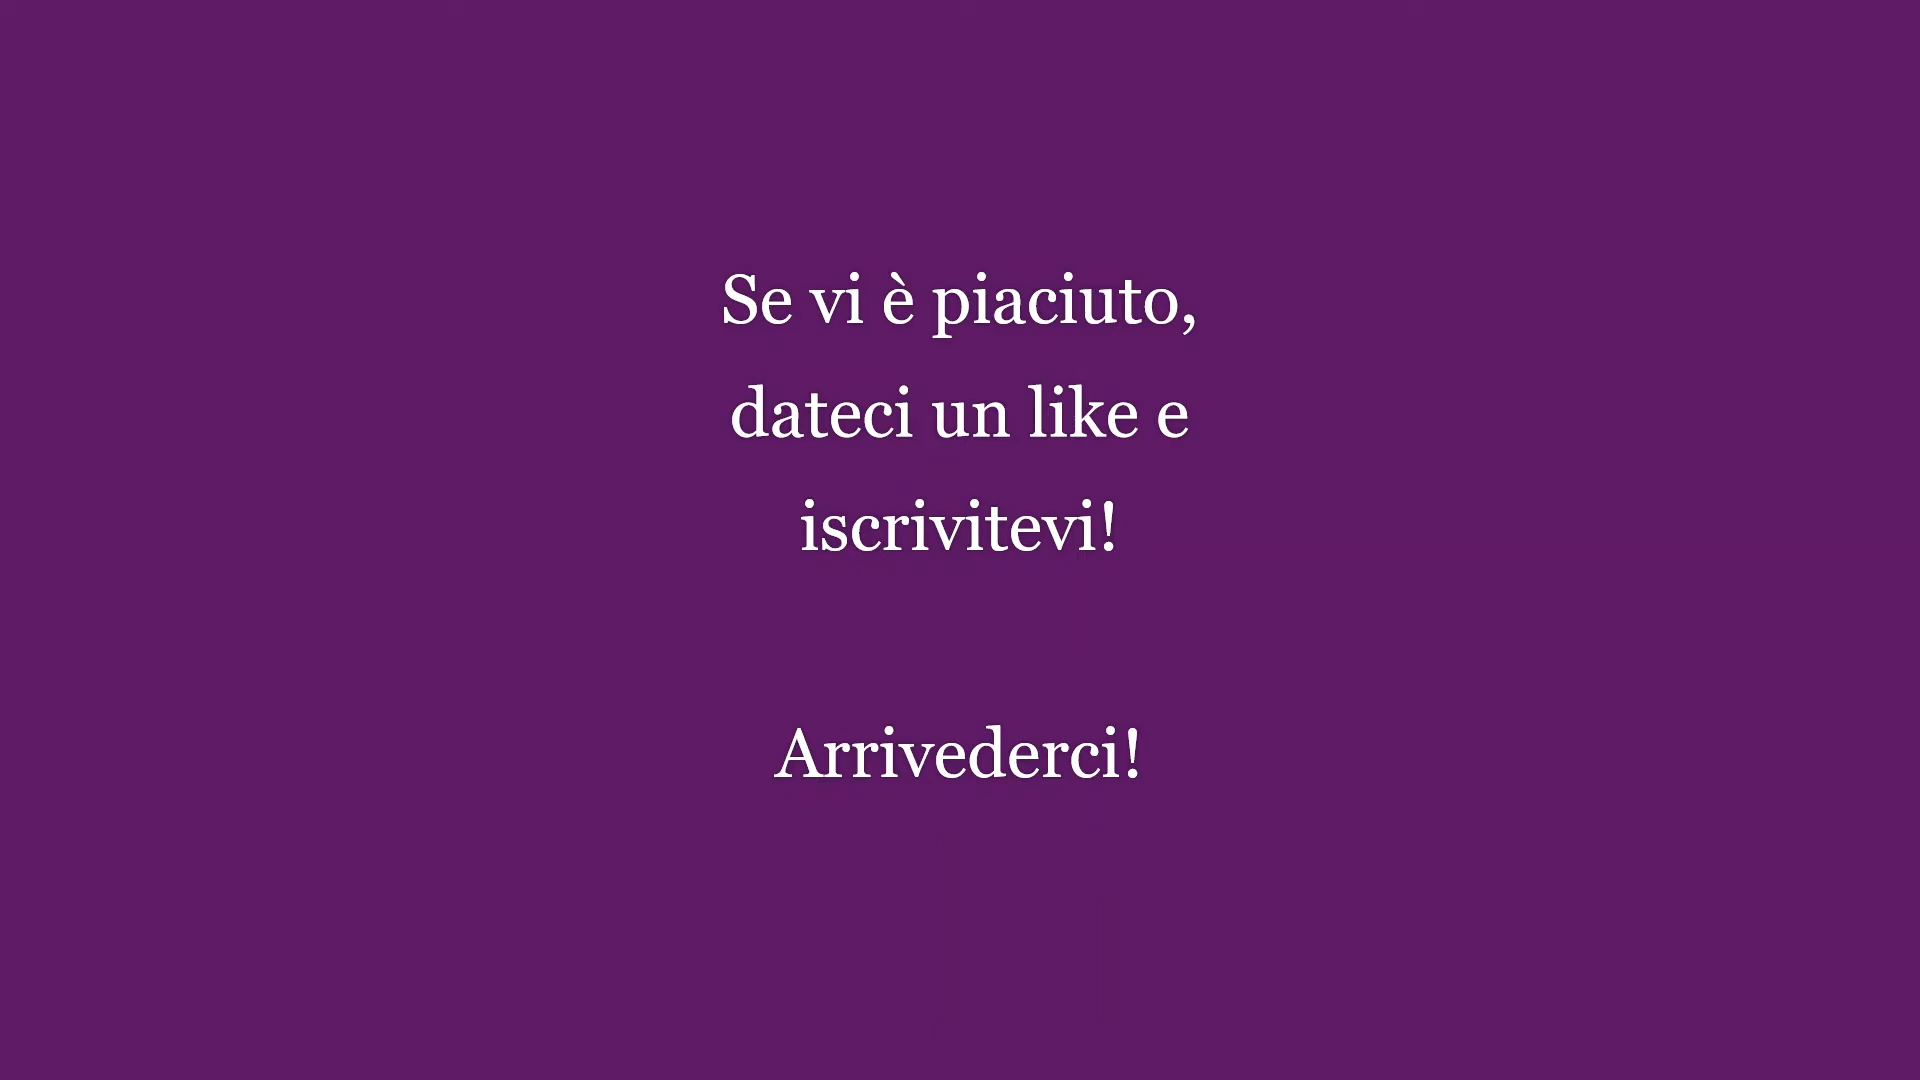 Se vi è piaciuto,
dateci un like e
iscrivitevi!
Arrivederci!